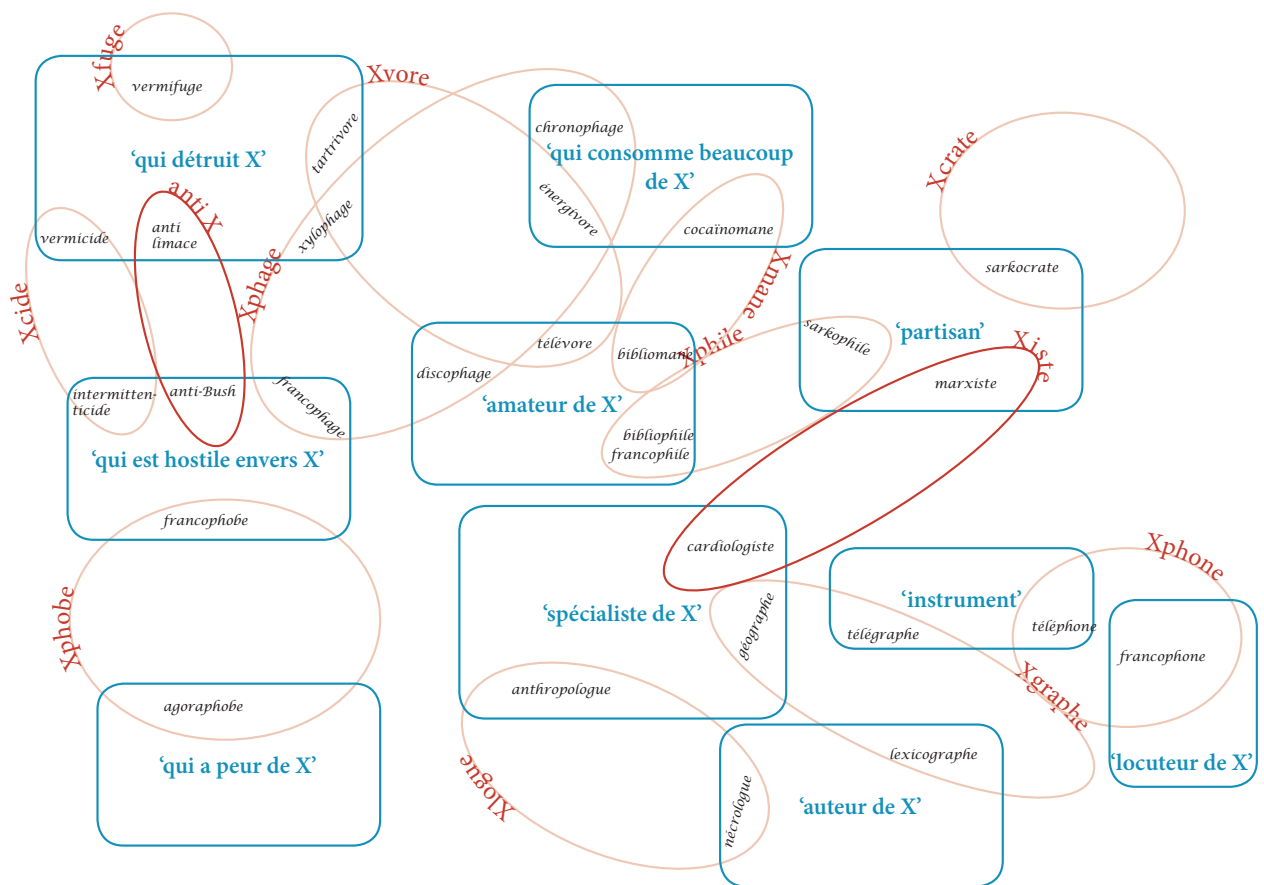 Xfuge
vermifuge
Xvore
tartrivore
‘qui détruit X’
chronophage
‘qui consomme beaucoup
de X’
énergivore
cocaïnomane
Xcrate
anti X
vermicide
anti
limace
xylophage
Xphage
Xcide
Xmane
sarkocrate
sarkophile
‘partisan’
Xiste
marxiste
télévore
bibliomane
Xphile
discophage
‘amateur de X’
bibliophile
francophile
intermitten-
ticide
anti-Bush
francophage
‘qui est hostile envers X’
francophobe
Xphobe
agoraphobe
‘qui a peur de X’
cardiologiste
‘spécialiste de X’
géographe
anthropologue
Xlogue
‘instrument’
télégraphe
téléphone
Xphone
francophone
Xgraphe
‘locuteur de X’
lexicographe
nécrologue
‘auteur de X’